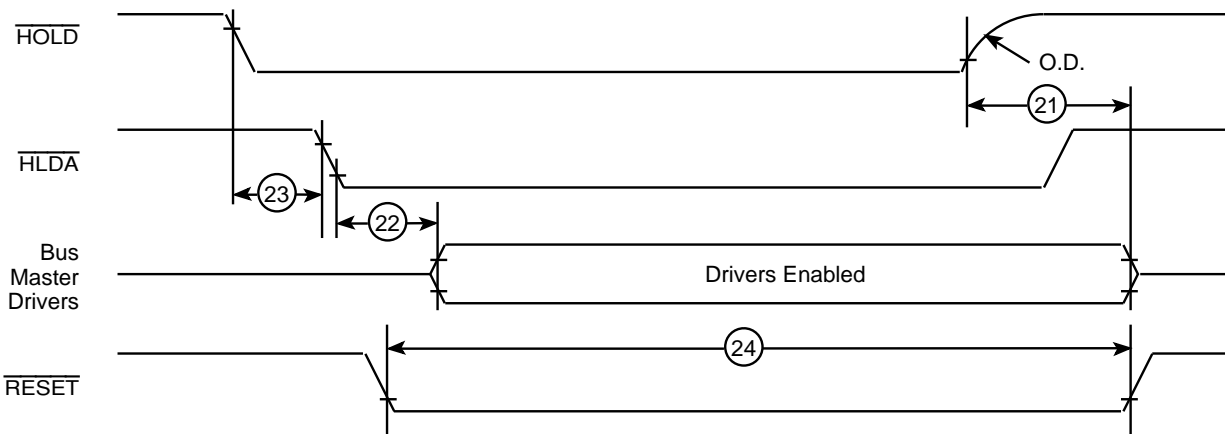 HOLD
O.D.
21
HLDA
23
22
Bus
Master
Drivers
Drivers Enabled
24
RESET